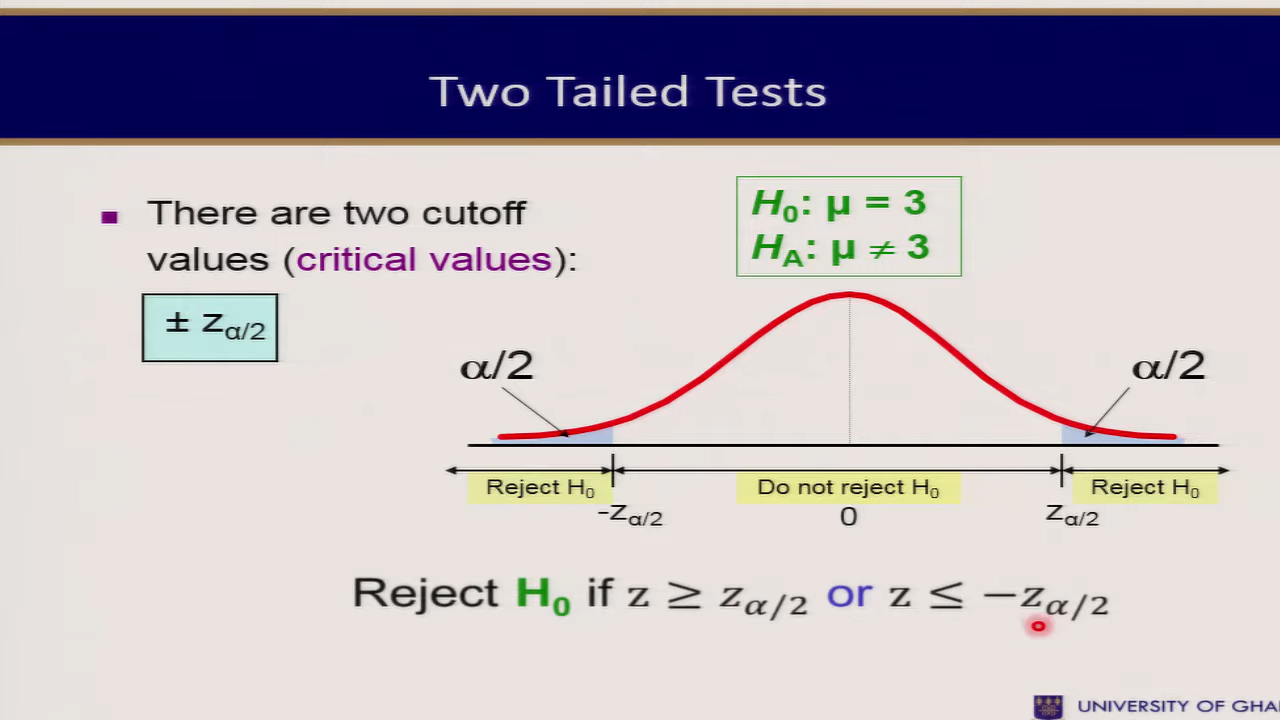 Two Tailed Tests
■ There are two cutoff
values (critical values):
± zα/2
H0: μ = 3
HA: μ ≠ 3
α/2
α/2
Reject H0
Do not reject H0
Reject H0
-zα/2
0
zα/2
Reject H0 if z ≥ zα/2 or z ≤ −zα/2
UNIVERSITY OF GHA